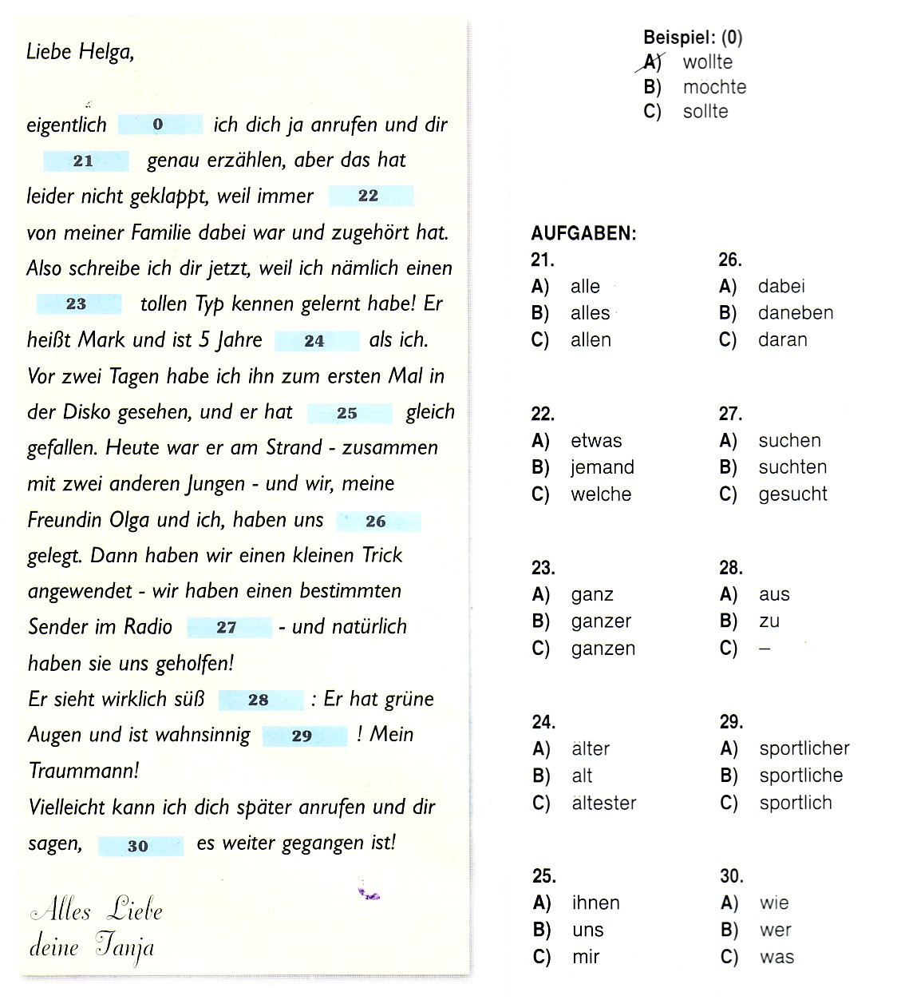 Liebe Helga,
eigentlich 0 ich dich ja anrufen und dir
21 genau erzählen, aber das hat
leider nicht geklappt, weil immer 22
von meiner Familie dabei war und zugehört hat.
Also schreibe ich dir jetzt, weil ich nämlich einen
23 tollen Typ kennen gelernt habe! Er
heißt Mark und ist 5 Jahre 24 als ich.
Vor zwei Tagen habe ich ihn zum ersten Mal in
der Disko gesehen, und er hat 25 gleich
gefallen. Heute war er am Strand - zusammen
mit zwei anderen Jungen - und wir, meine
Freundin Olga und ich, haben uns 26
gelegt. Dann haben wir einen kleinen Trick
angewendet - wir haben einen bestimmten
Sender im Radio 27 - und natürlich
haben sie uns geholfen!
Er sieht wirklich süß 28 : Er hat grüne
Augen und ist wahnsinnig 29 ! Mein
Traummann!
Vielleicht kann ich dich später anrufen und dir
sagen, 30 es weiter gegangen ist!
Alles Liebe
deine Tanja
Beispiel: (0)
A) wollte
B) möchte
C) sollte
AUFGABEN:
21.
A) alle
B) alles
C) allen
22.
A) etwas
B) jemand
C) welche
23.
A) ganz
B) ganzer
C) ganzen
24.
A) älter
B) alt
C) ältester
25.
A) ihnen
B) uns
C) mir
26.
A) dabei
B) daneben
C) daran
27.
A) suchen
B) suchten
C) gesucht
28.
A) aus
B) zu
C) –
29.
A) sportlicher
B) sportliche
C) sportlich
30.
A) wie
B) wer
C) was